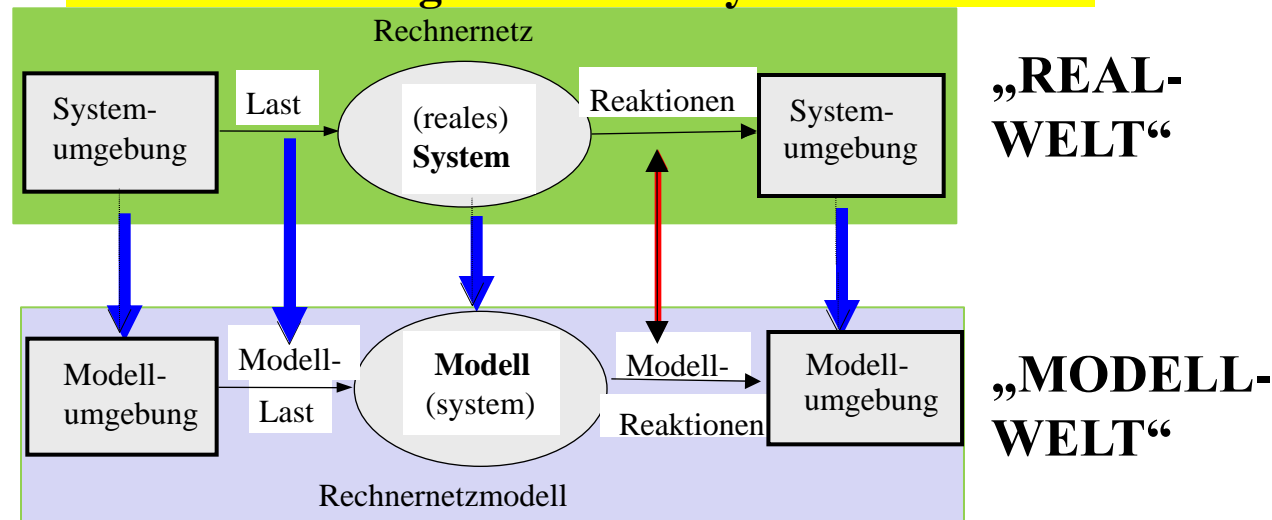 Rechnernetz
System-
umgebung
Last
(reales)
System
Reaktionen
System-
umgebung
„REAL-
WELT“
Modell-
umgebung
Modell-
Last
Modell
(system)
Modell-
Reaktionen
Modell-
umgebung
„MODELL-
WELT“
Rechnernetzmodell